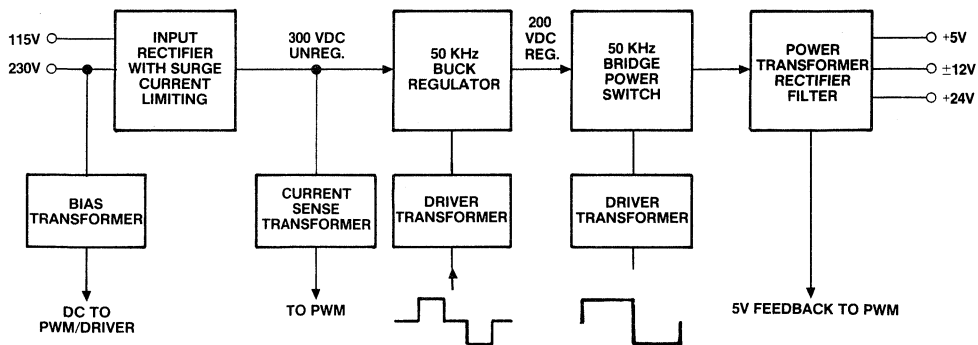 115V
230V
INPUT
RECTIFIER
WITH SURGE
CURRENT
LIMITING
300 VDC
UNREG.
50 KHz
BUCK
REGULATOR
200
VDC
REG.
50 KHz
BRIDGE
POWER
SWITCH
POWER
TRANSFORMER
RECTIFIER
FILTER
+5V
±12V
+24V
BIAS
TRANSFORMER
CURRENT
SENSE
TRANSFORMER
DRIVER
TRANSFORMER
DRIVER
TRANSFORMER
DC TO
PWM/DRIVER
TO PWM
5V FEEDBACK TO PWM